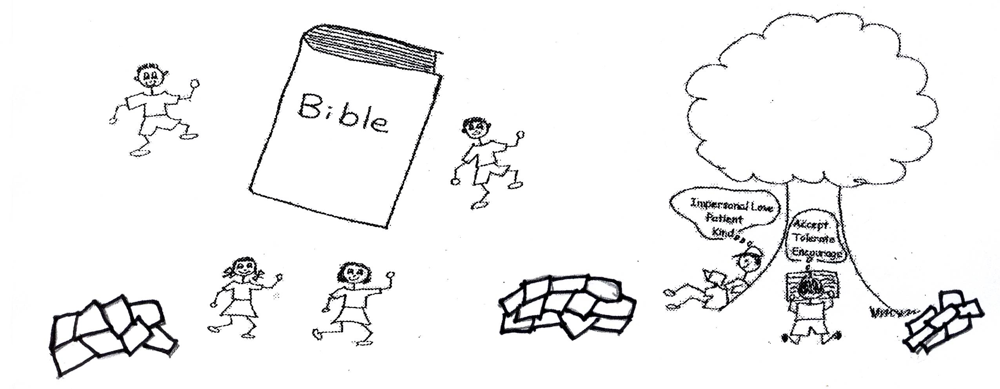 Bible
Impersonal Love
Patient
Kind
Accept
Tolerate
Encourage